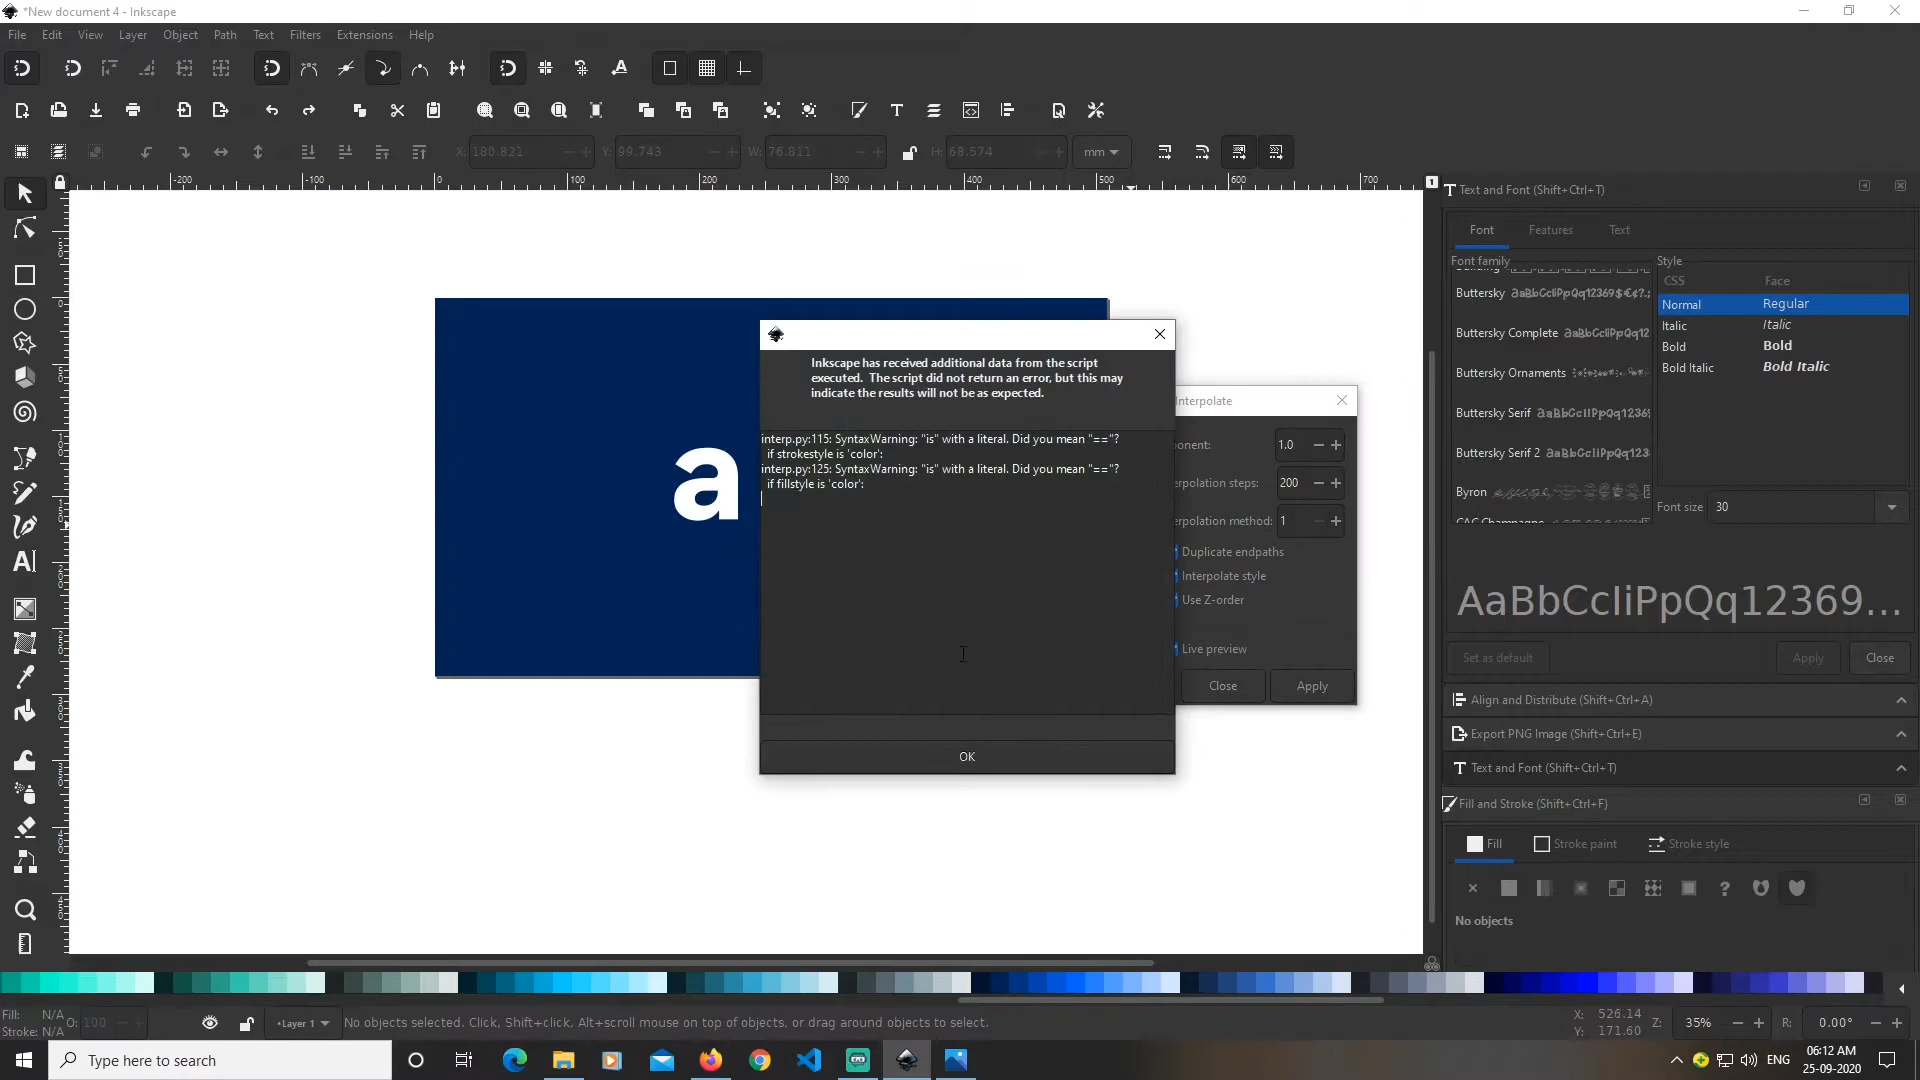 *New document 4 - Inkscape
File Edit View Layer Object Path Text Filters Extensions Help
X: 180.821 Y: 99.743 W: 76.811 H: 68.574 mm
-200 -100 0 100 200 300 400 500 600 700
1
Text and Font (Shift+Ctrl+T)
Font Features Text
Font family Style
CSS Face
Buttersky AaBbCcIiPpQq12369$€¢?.;
Normal Regular
Italic Italic
Buttersky Complete AaBbCcIiPpQq12
Bold Bold
Bold Italic Bold Italic
Buttersky Ornaments
Buttersky Serif AaBbCcIiPpQq1236
Buttersky Serif 2 AaBbCcIiPpQq123
Byron
CAC Champagne
Font size 30
AaBbCcIiPpQq12369...
Set as default Apply Close
Align and Distribute (Shift+Ctrl+A)
Export PNG Image (Shift+Ctrl+E)
Text and Font (Shift+Ctrl+T)
Fill and Stroke (Shift+Ctrl+F)
Fill Stroke paint Stroke style
No objects
a
Inkscape has received additional data from the script
executed. The script did not return an error, but this may
indicate the results will not be as expected.
interp.py:115: SyntaxWarning: "is" with a literal. Did you mean "=="?
if strokestyle is 'color':
interp.py:125: SyntaxWarning: "is" with a literal. Did you mean "=="?
if fillstyle is 'color':
OK
Interpolate
onent: 1.0
erpolation steps: 200
erpolation method: 1
Duplicate endpaths
Interpolate style
Use Z-order
Live preview
Close Apply
Fill: N/A
Stroke: N/A O: 100
•Layer 1
No objects selected. Click, Shift+click, Alt+scroll mouse on top of objects, or drag around objects to select.
X: 526.14
Y: 171.60
Z: 35% R: 0.00°
Type here to search
ENG
06:12 AM
25-09-2020